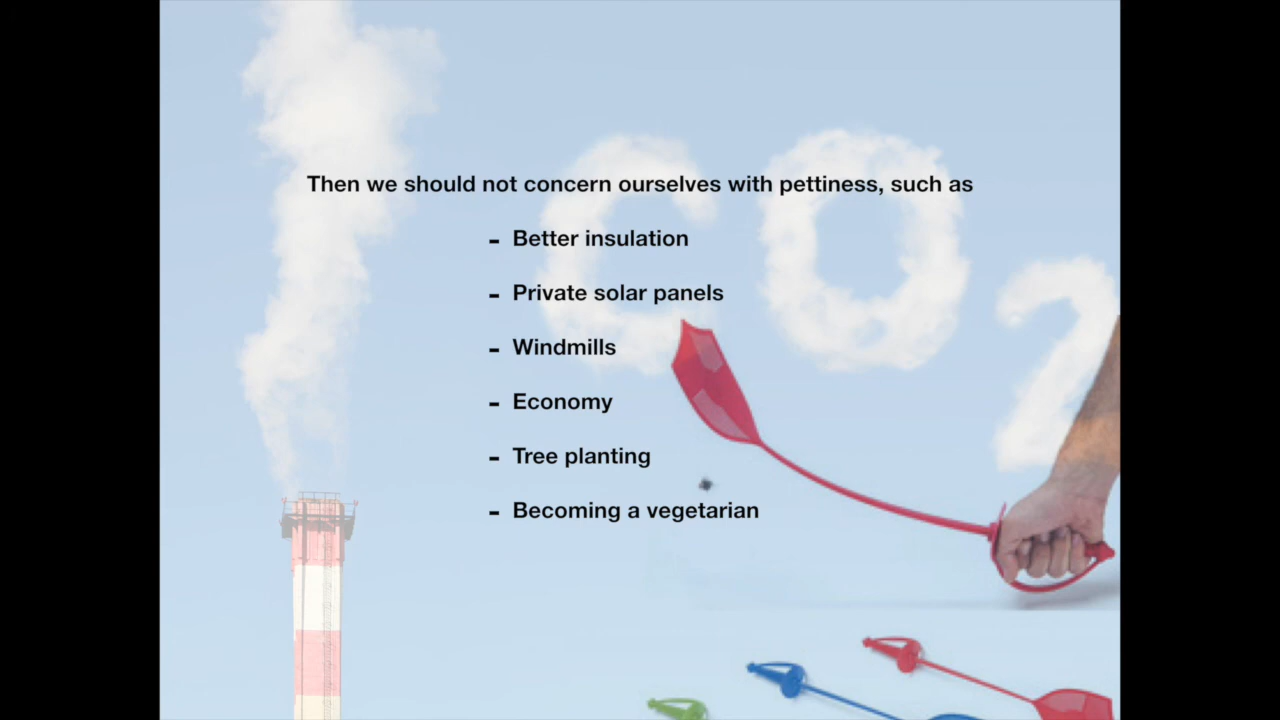 Then we should not concern ourselves with pettiness, such as
- Better insulation
- Private solar panels
- Windmills
- Economy
- Tree planting
- Becoming a vegetarian
CO2